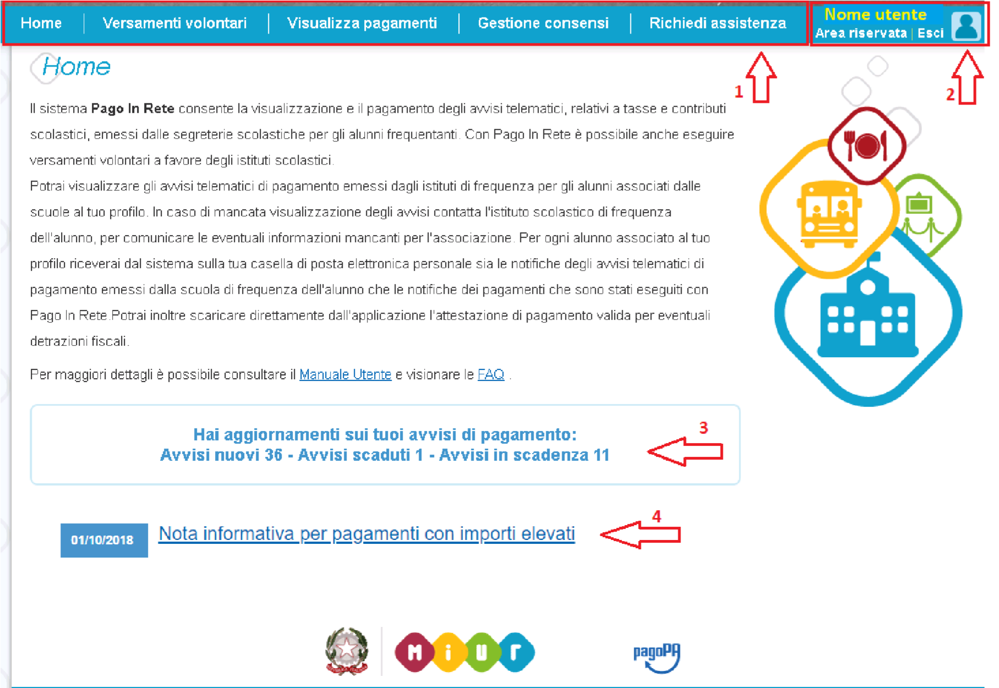 Home | Versamenti volontari | Visualizza pagamenti | Gestione consensi | Richiedi assistenza
Nome utente
Area riservata | Esci
1
2
Home
Il sistema Pago In Rete consente la visualizzazione e il pagamento degli avvisi telematici, relativi a tasse e contributi
scolastici, emessi dalle segreterie scolastiche per gli alunni frequentanti. Con Pago In Rete è possibile anche eseguire
versamenti volontari a favore degli istituti scolastici.
Potrai visualizzare gli avvisi telematici di pagamento emessi dagli istituti di frequenza per gli alunni associati dalle
scuole al tuo profilo. In caso di mancata visualizzazione degli avvisi contatta l'istituto scolastico di frequenza
dell'alunno, per comunicare le eventuali informazioni mancanti per l'associazione. Per ogni alunno associato al tuo
profilo riceverai dal sistema sulla tua casella di posta elettronica personale sia le notifiche degli avvisi telematici di
pagamento emessi dalla scuola di frequenza dell'alunno che le notifiche dei pagamenti che sono stati eseguiti con
Pago In Rete.Potrai inoltre scaricare direttamente dall'applicazione l'attestazione di pagamento valida per eventuali
detrazioni fiscali.
Per maggiori dettagli è possibile consultare il Manuale Utente e visionare le FAQ .
Hai aggiornamenti sui tuoi avvisi di pagamento:
Avvisi nuovi 36 - Avvisi scaduti 1 - Avvisi in scadenza 11
3
01/10/2018
Nota informativa per pagamenti con importi elevati
4
Miur
pagoPA